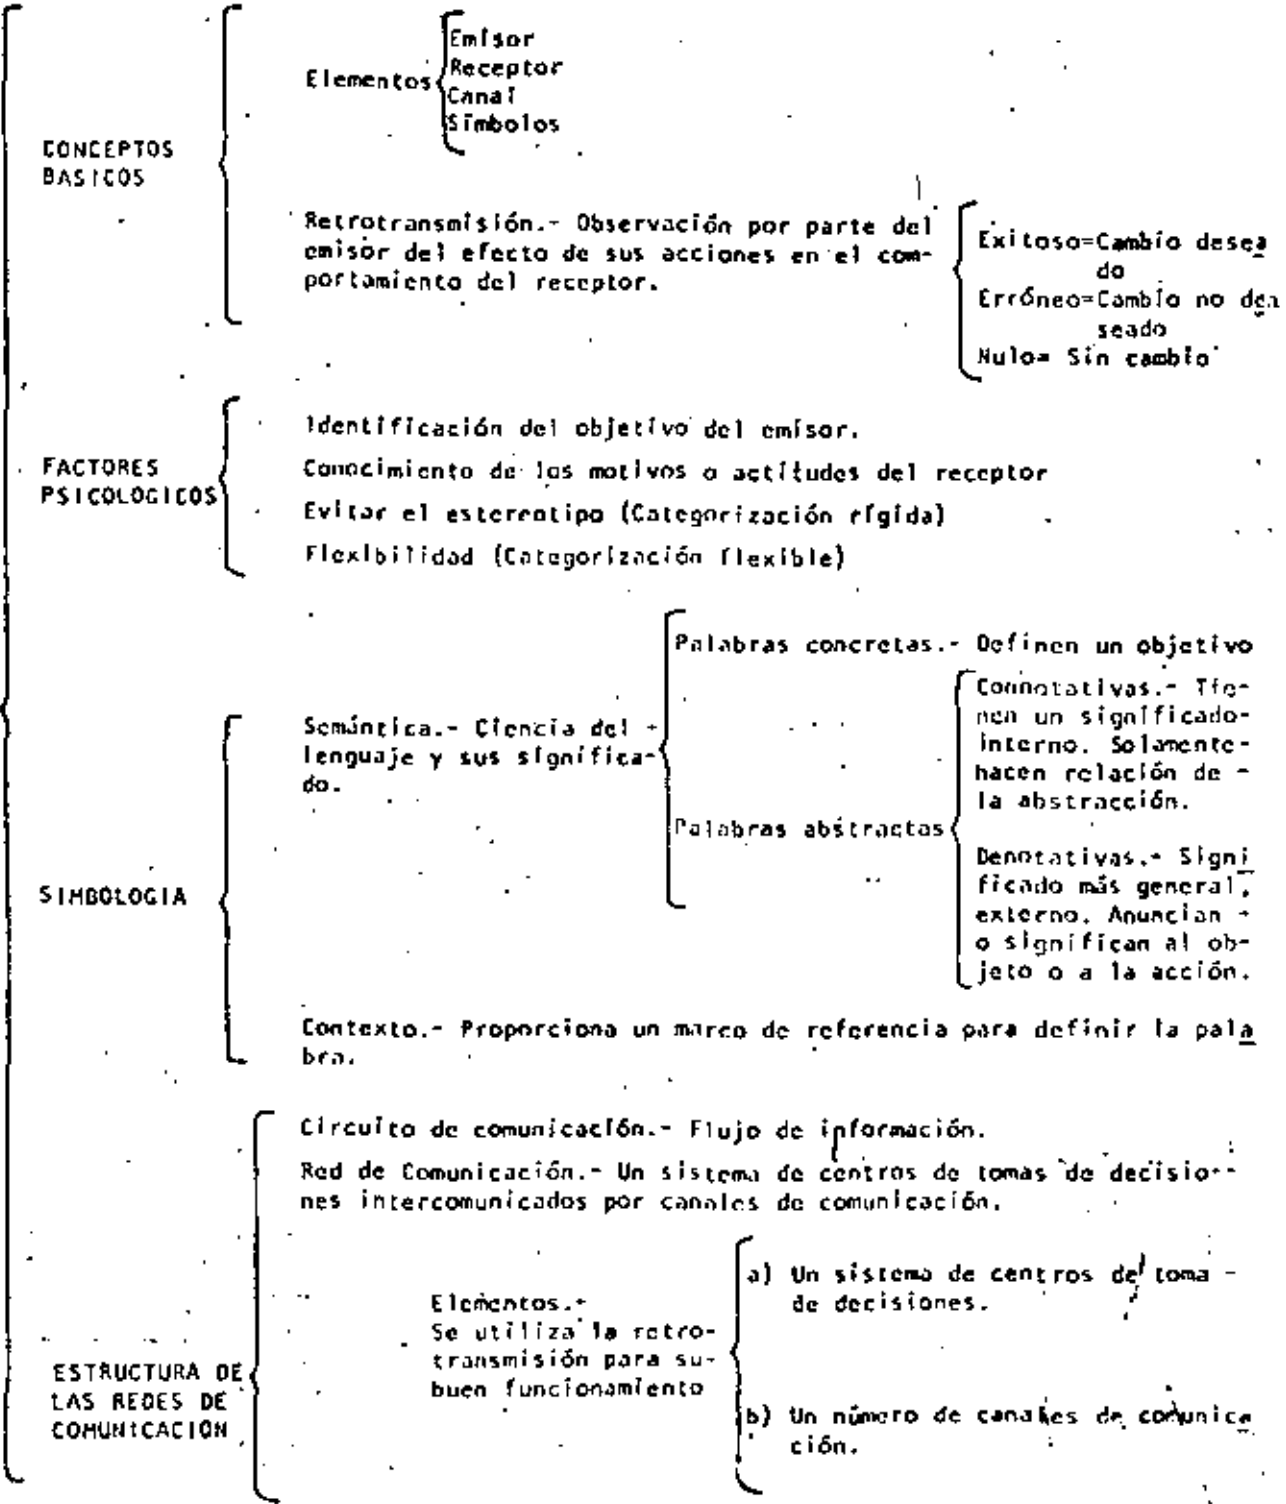 CONCEPTOS
BASICOS
Elementos
Emisor
Receptor
Canal
Símbolos
Retrotransmisión.- Observación por parte del
emisor del efecto de sus acciones en el com-
portamiento del receptor.
Exitoso=Cambio desea
do
Erróneo=Cambio no dea
seado
Nulo= Sin cambio
FACTORES
PSICOLOGICOS
Identificación del objetivo del emisor.
Conocimiento de los motivos o actitudes del receptor
Evitar el estereotipo (Categorización rígida)
Flexibilidad (Categorización flexible)
SIMBOLOGIA
Semántica.- Ciencia del -
lenguaje y sus significa-
do.
Palabras concretas.- Definen un objetivo
Palabras abstractas
Connotativas.- Tie-
nen un significado-
interno. Solamente-
hacen relación de -
la abstracción.
Denotativas.- Signi
ficado más general,
externo. Anuncian -
o significan al ob-
jeto o a la acción.
Contexto.- Proporciona un marco de referencia para definir la pala
bra.
ESTRUCTURA DE
LAS REDES DE
COMUNICACIÓN
Circuito de comunicación.- Flujo de información.
Red de Comunicación.- Un sistema de centros de tomas de decisio--
nes intercomunicados por canales de comunicación.
Elementos.-
Se utiliza la retro-
transmisión para su-
buen funcionamiento
a) Un sistema de centros de toma -
de decisiones.
b) Un número de canales de comunica
ción.